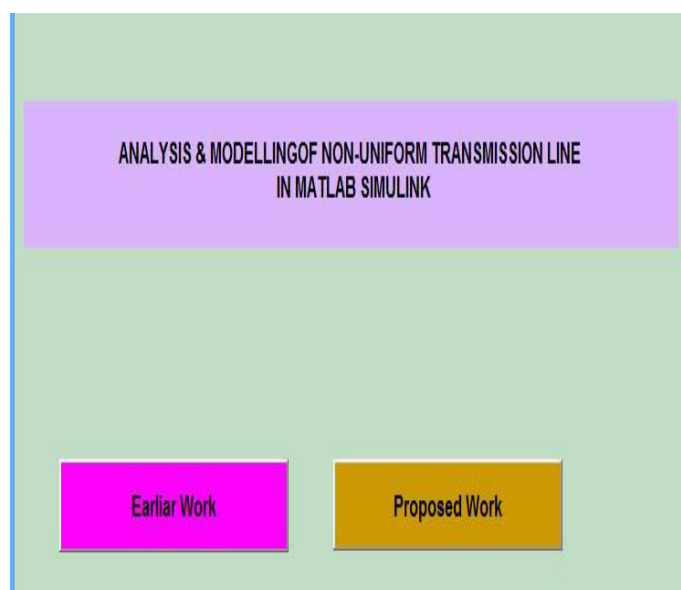 ANALYSIS & MODELLINGOF NON-UNIFORM TRANSMISSION LINE
IN MATLAB SIMULINK
Earliar Work
Proposed Work